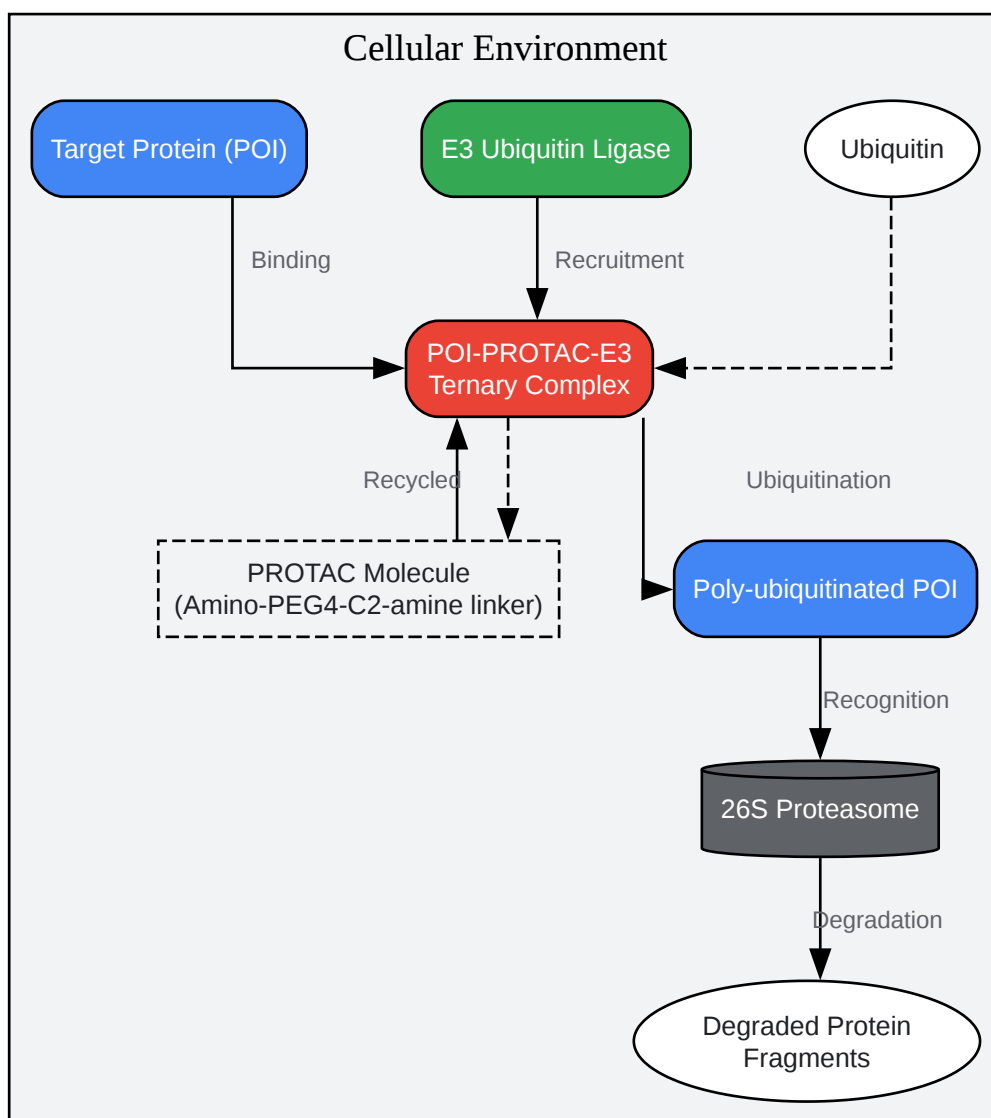 Cellular Environment
Target Protein (POI)
E3 Ubiquitin Ligase
Ubiquitin
Binding
Recruitment
POI-PROTAC-E3
Ternary Complex
Recycled
Ubiquitination
PROTAC Molecule
(Amino-PEG4-C2-amine linker)
Poly-ubiquitinated POI
Recognition
26S Proteasome
Degradation
Degraded Protein
Fragments